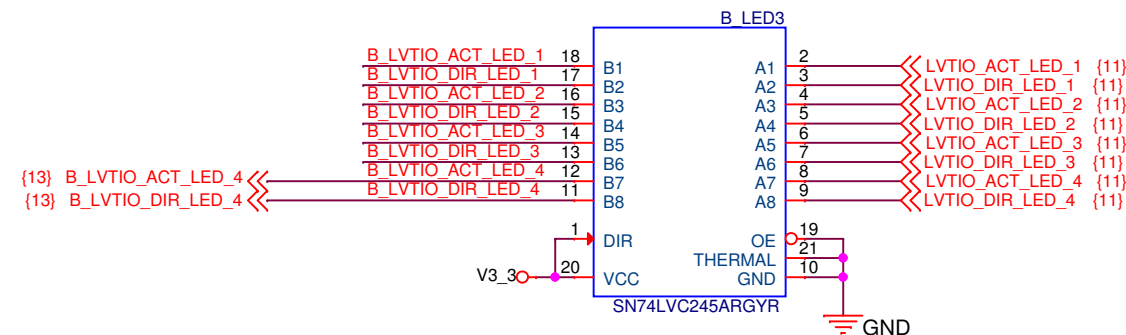 B_LED3
B_LVTIO_ACT_LED_1 18 B1 A1 2 LVTIO_ACT_LED_1 {11}
B_LVTIO_DIR_LED_1 17 B2 A2 3 LVTIO_DIR_LED_1 {11}
B_LVTIO_ACT_LED_2 16 B3 A3 4 LVTIO_ACT_LED_2 {11}
B_LVTIO_DIR_LED_2 15 B4 A4 5 LVTIO_DIR_LED_2 {11}
B_LVTIO_ACT_LED_3 14 B5 A5 6 LVTIO_ACT_LED_3 {11}
B_LVTIO_DIR_LED_3 13 B6 A6 7 LVTIO_DIR_LED_3 {11}
{13} B_LVTIO_ACT_LED_4 B_LVTIO_ACT_LED_4 12 B7 A7 8 LVTIO_ACT_LED_4 {11}
{13} B_LVTIO_DIR_LED_4 B_LVTIO_DIR_LED_4 11 B8 A8 9 LVTIO_DIR_LED_4 {11}
1 DIR OE 19
THERMAL 21
V3_3 20 VCC GND 10
SN74LVC245ARGYR
GND